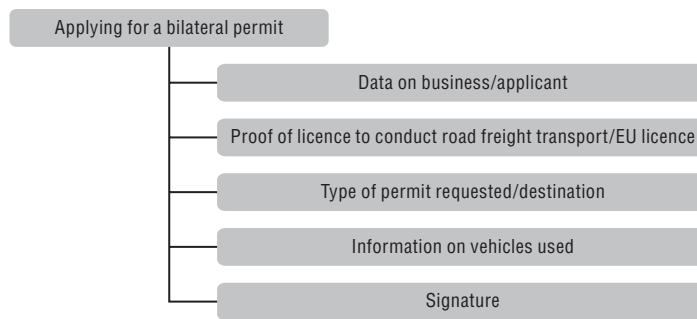 Applying for a bilateral permit
Data on business/applicant
Proof of licence to conduct road freight transport/EU licence
Type of permit requested/destination
Information on vehicles used
Signature